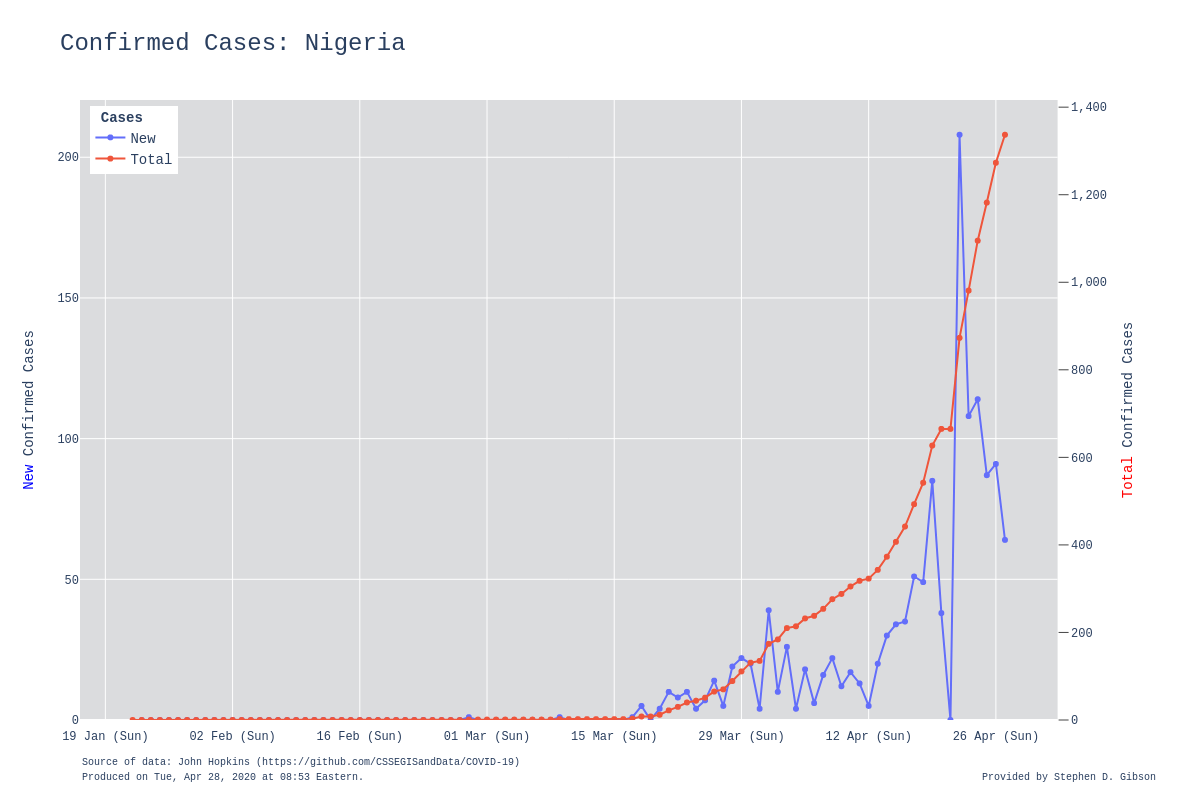 Confirmed Cases: Nigeria
Cases
New
Total
200
150
100
50
0
1,400
1,200
1,000
800
600
400
200
0
New Confirmed Cases
Total Confirmed Cases
19 Jan (Sun) 02 Feb (Sun) 16 Feb (Sun) 01 Mar (Sun) 15 Mar (Sun) 29 Mar (Sun) 12 Apr (Sun) 26 Apr (Sun)
Source of data: John Hopkins (https://github.com/CSSEGISandData/COVID-19)
Produced on Tue, Apr 28, 2020 at 08:53 Eastern.
Provided by Stephen D. Gibson